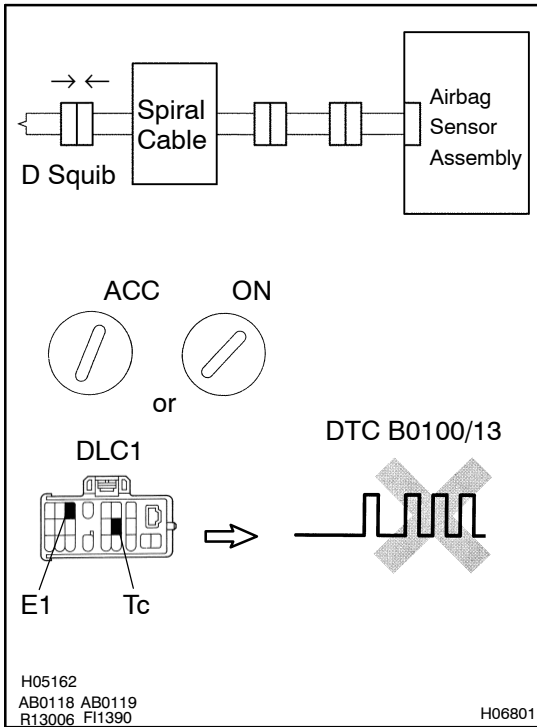 Spiral
Cable
Airbag
Sensor
Assembly
D Squib
ACC
ON
or
DLC1
DTC B0100/13
E1
Tc
H05162
AB0118 AB0119
R13006 FI1390
H06801